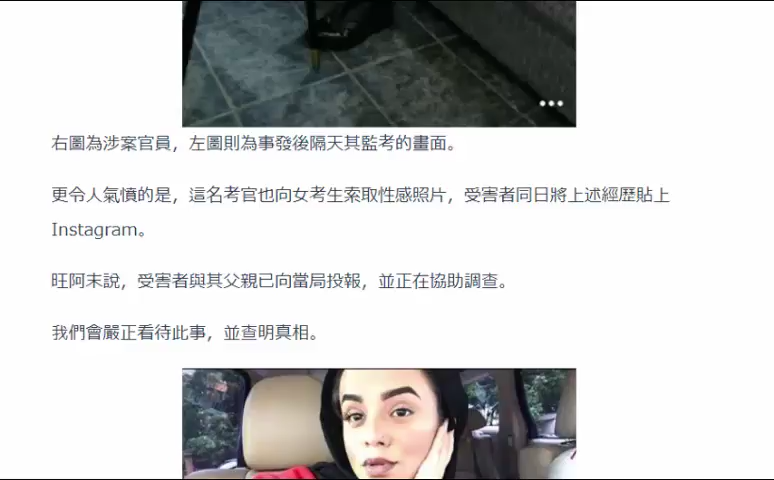 右圖為涉案官員，左圖則為事發後隔天其監考的畫面。
更令人氣憤的是，這名考官也向女考生索取性感照片，受害者同日將上述經歷貼上
Instagram。
旺阿末說，受害者與其父親已向當局投報，並正在協助調查。
我們會嚴正看待此事，並查明真相。